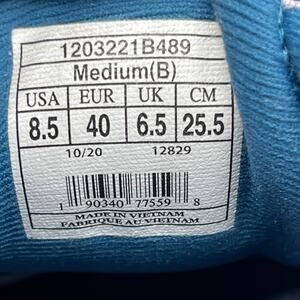 1203221B489
Medium(B)
USA EUR UK CM
8.5 40 6.5 25.5
10/20 12829
1 90340 77559 8
MADE IN VIETNAM
FABRIQUE AU VIETNAM